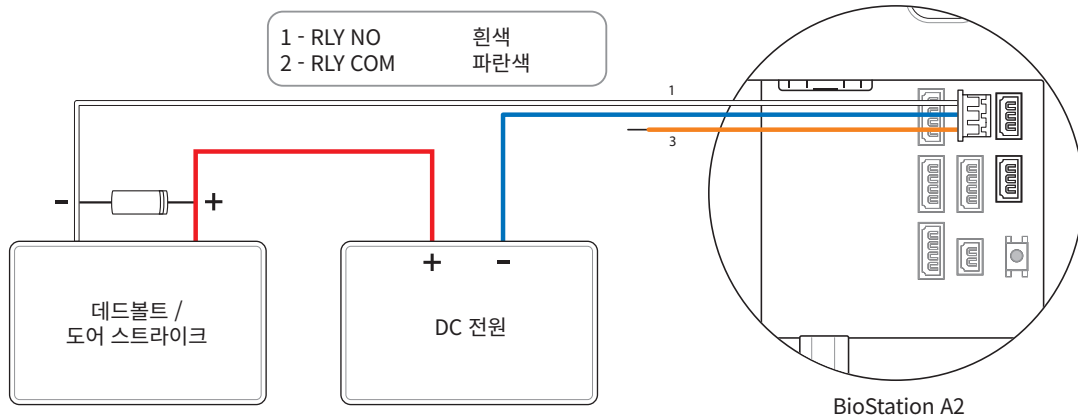 1 - RLY NO 흰색
2 - RLY COM 파란색
1
3
- +
+ -
데드볼트 /
도어 스트라이크
DC 전원
BioStation A2